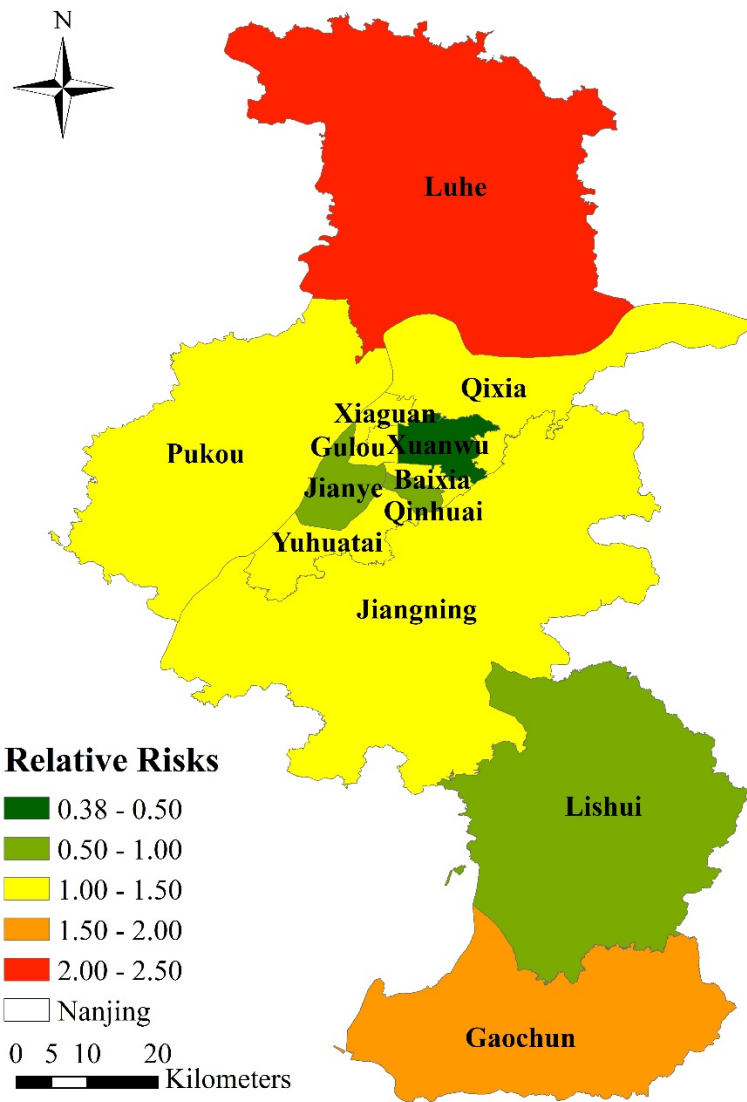 N
Luhe
Qixia
Xiaguan
Gulou
Xuanwu
Pukou
Baixia
Jianye
Qinhuai
Yuhuatai
Jiangning
Relative Risks
0.38 - 0.50
0.50 - 1.00
1.00 - 1.50
1.50 - 2.00
2.00 - 2.50
Nanjing
0 5 10 20
Kilometers
Lishui
Gaochun